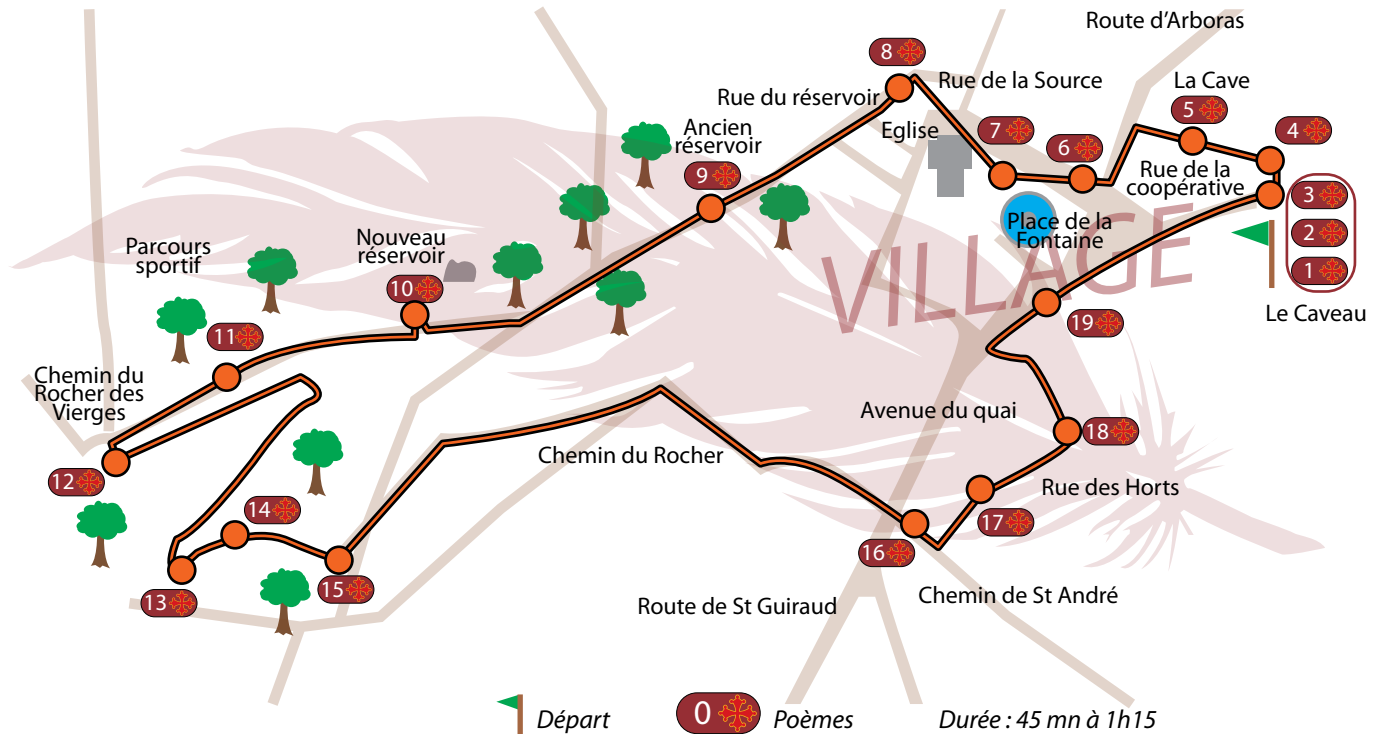 Route d'Arboras
8
Rue de la Source
La Cave
Rue du réservoir
5
Ancien
réservoir
Eglise
7
6
4
9
Rue de la
coopérative
3
2
1
Place de la
Fontaine
VILLAGE
Le Caveau
Parcours
sportif
Nouveau
réservoir
10
11
19
Chemin du
Rocher des
Vierges
Avenue du quai
18
Chemin du Rocher
12
Rue des Horts
14
17
16
15
13
Route de St Guiraud
Chemin de St André
Départ
0
Poèmes
Durée : 45 mn à 1h15